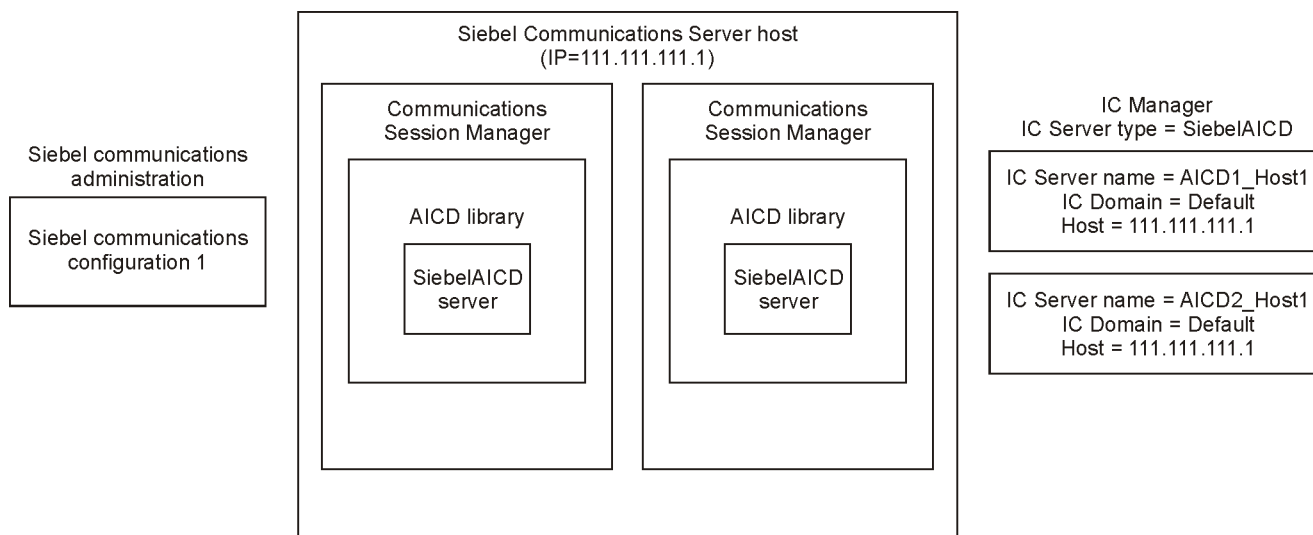 Siebel Communications Server host
(IP=111.111.111.1)
Communications
Session Manager
AICD library
SiebelAICD
server
Communications
Session Manager
AICD library
SiebelAICD
server
Siebel communications
administration
Siebel communications
configuration 1
IC Manager
IC Server type = SiebelAICD
IC Server name = AICD1_Host1
IC Domain = Default
Host = 111.111.111.1
IC Server name = AICD2_Host1
IC Domain = Default
Host = 111.111.111.1